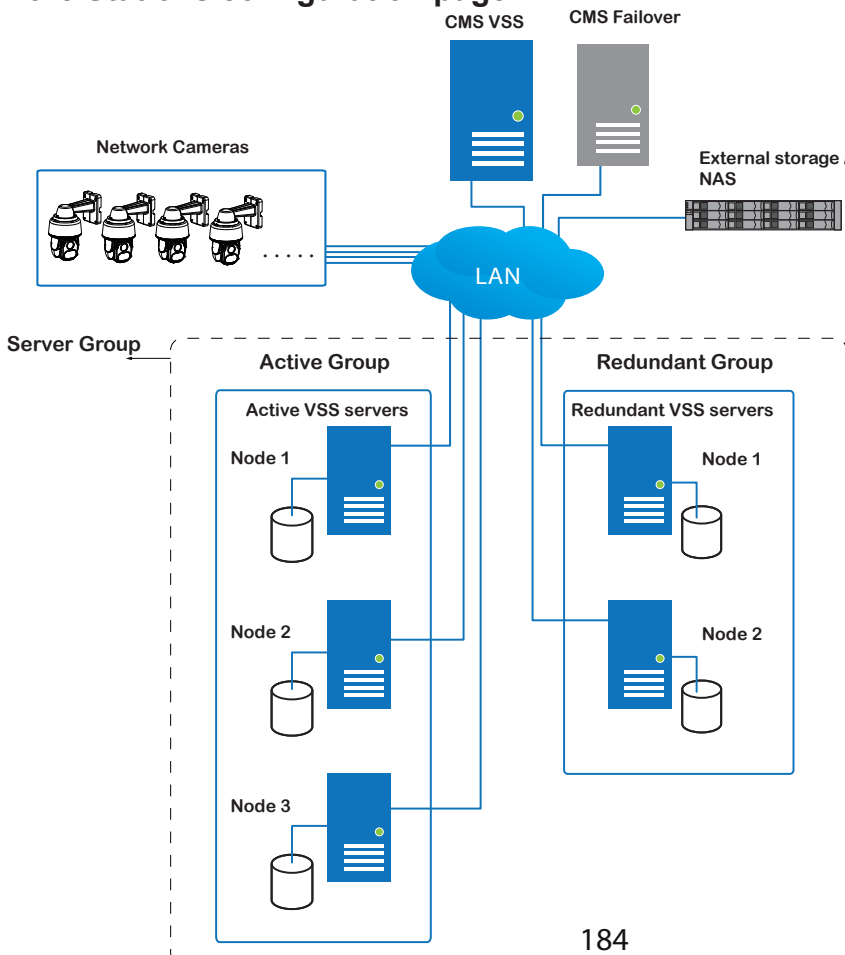 CMS VSS
CMS Failover
Network Cameras
External storage
NAS
. . . . .
LAN
Server Group
Active Group
Redundant Group
Active VSS servers
Redundant VSS servers
Node 1
Node 1
Node 2
Node 2
Node 3
184